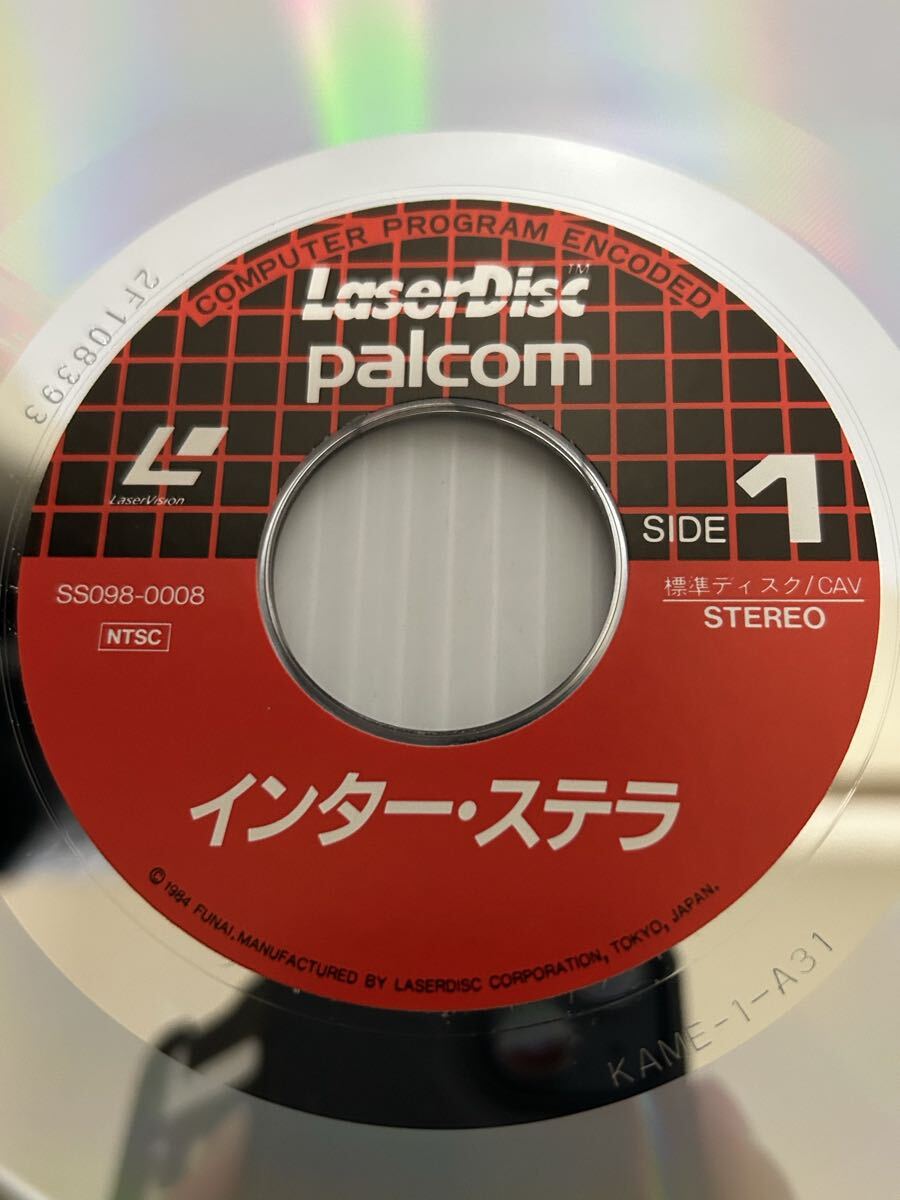 COMPUTER PROGRAM ENCODED
LaserDisc™
palcom
LaserVision
SIDE 1
SS098-0008
NTSC
標準ディスク/CAV
STEREO
インター・ステラ
©1984 FUNAI, MANUFACTURED BY LASERDISC CORPORATION, TOKYO, JAPAN.
2F108393
KAME-1-A31